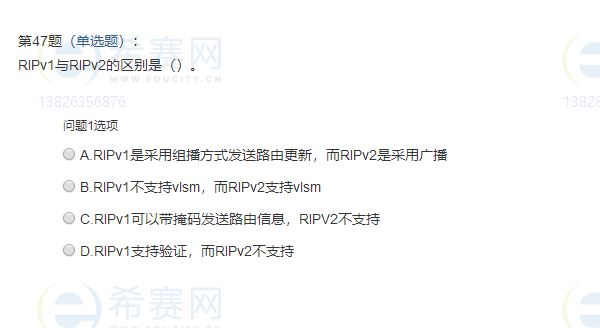 第47题（单选题）：
RIPv1与RIPv2的区别是（）。
希赛网
WWW.EDUCITY.CN
13826356876
13826
问题1选项
A.RIPv1是采用组播方式发送路由更新，而RIPv2是采用广播
B.RIPv1不支持vlsm，而RIPv2支持vlsm
C.RIPv1可以带掩码发送路由信息，RIPV2不支持
D.RIPv1支持验证，而RIPv2不支持
希赛网
WWW.EDUCITY.CN